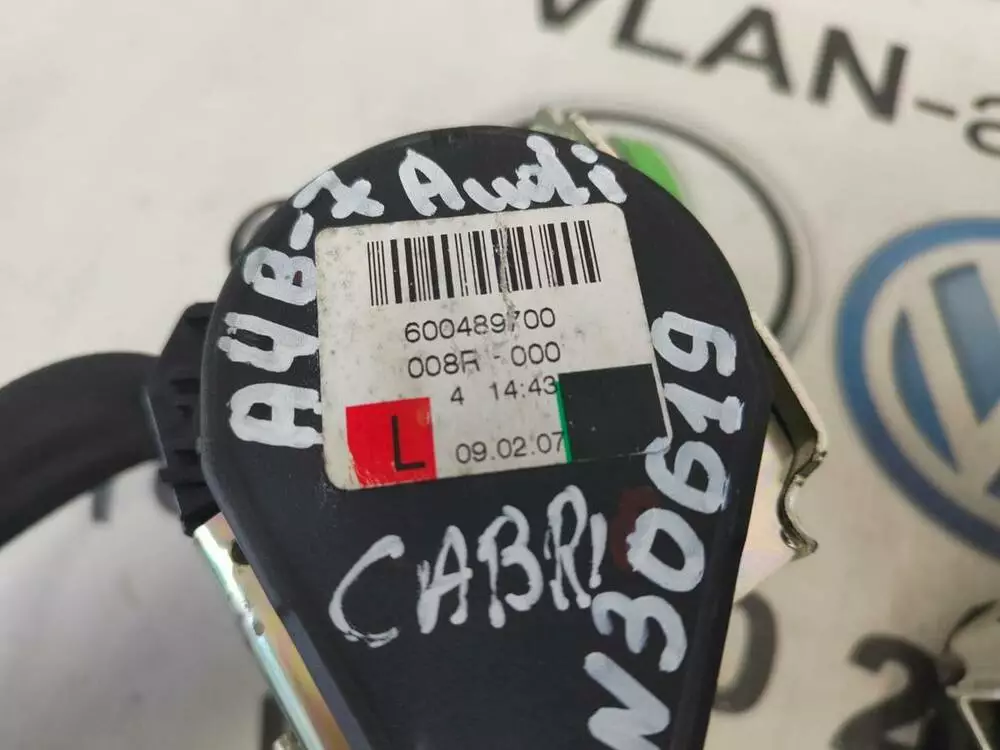 VLAN-a
A4B-7 Audi
600489700
008R - 000
4 14:43
L
09.02.07
CABRI
N30619